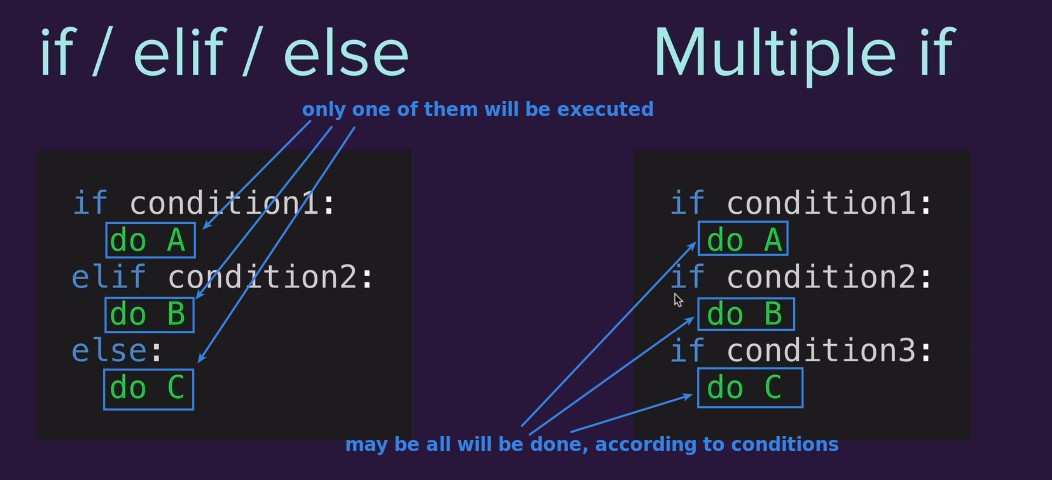 if / elif / else
Multiple if
only one of them will be executed
if condition1:
do A
elif condition2:
do B
else:
do C
if condition1:
do A
if condition2:
do B
if condition3:
do C
may be all will be done, according to conditions